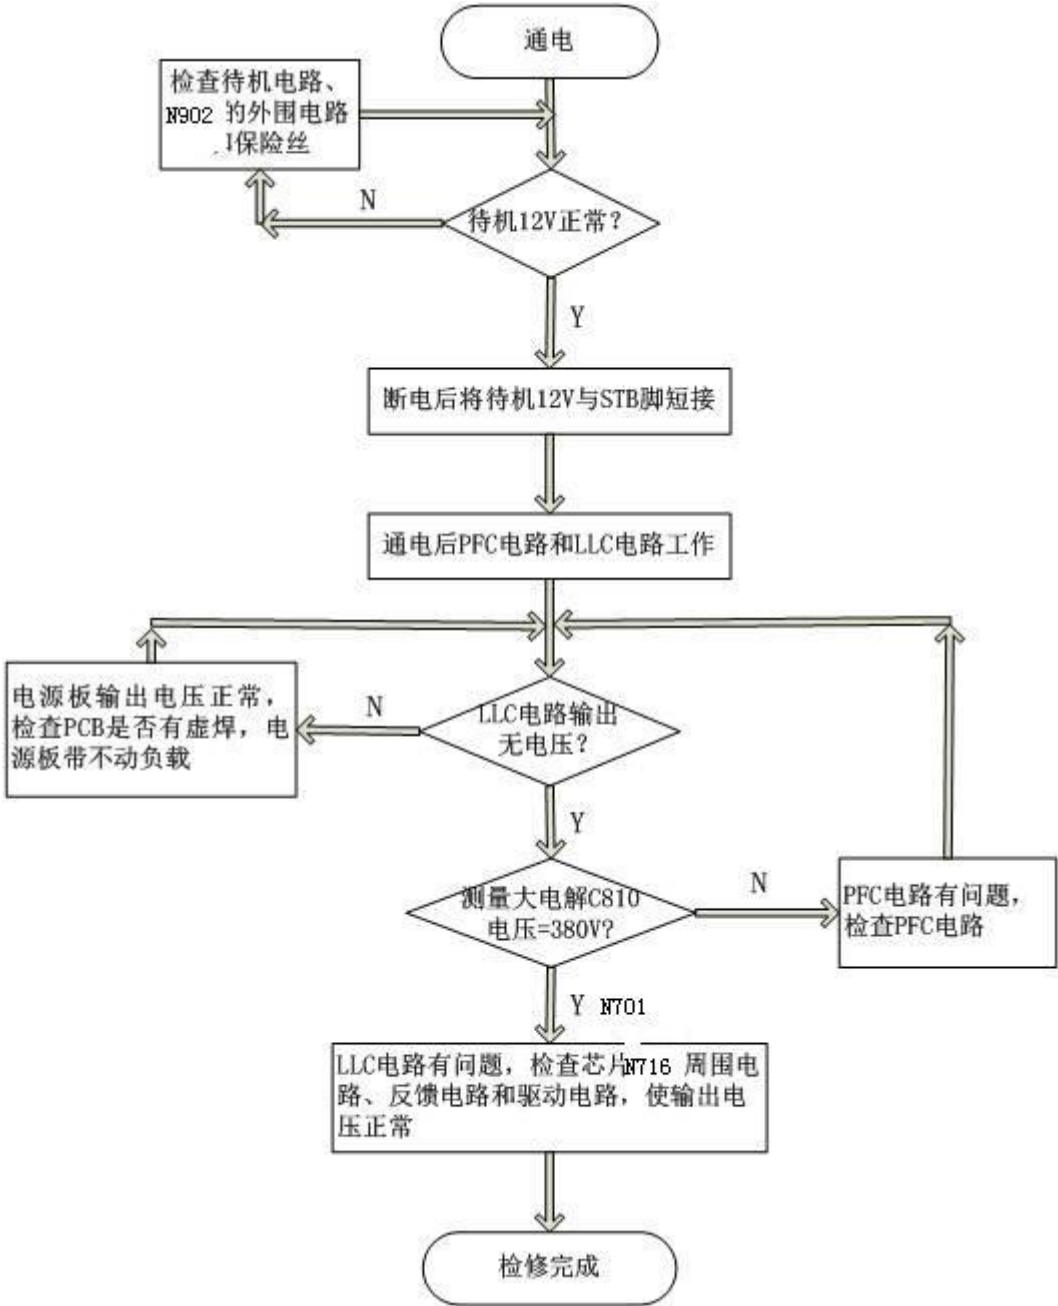 通电
检查待机电路、
N902 的外围电路
保险丝
N
待机12V正常？
Y
断电后将待机12V与STB脚短接
通电后PFC电路和LLC电路工作
电源板输出电压正常，
检查PCB是否有虚焊，电
源板带不动负载
N
LLC电路输出
无电压？
Y
测量大电解C810
电压=380V?
N
PFC电路有问题，
检查PFC电路
Y N701
LLC电路有问题，检查芯片N716 周围电
路、反馈电路和驱动电路，使输出电
压正常
检修完成